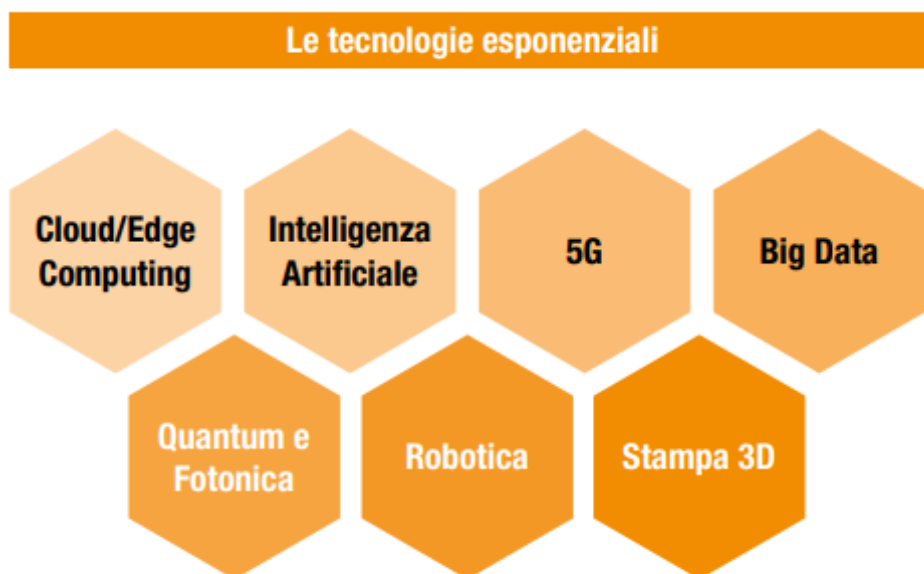 Le tecnologie esponenziali
Cloud/Edge
Computing
Intelligenza
Artificiale
5G
Big Data
Quantum e
Fotonica
Robotica
Stampa 3D